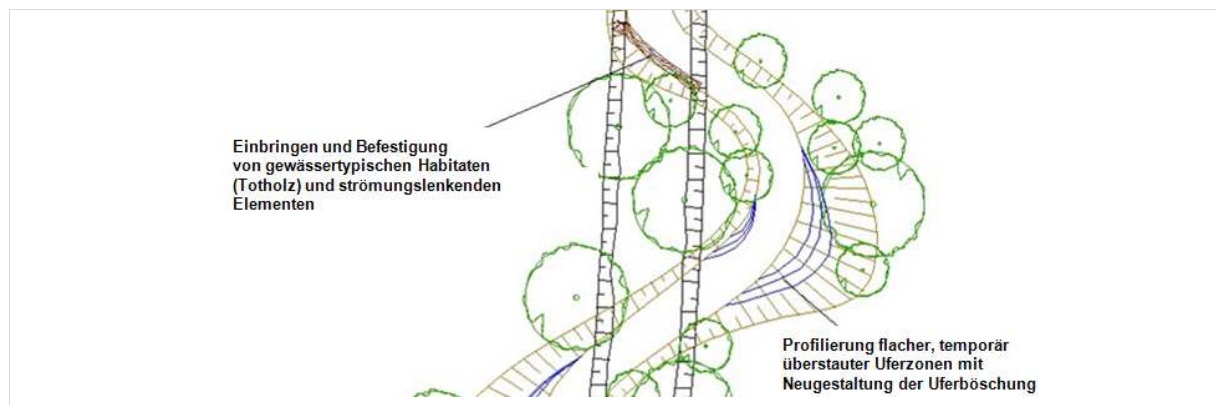 Einbringen und Befestigung
von gewässertypischen Habitaten
(Totholz) und strömungslenkenden
Elementen
Profilierung flacher, temporär
überstauter Uferzonen mit
Neugestaltung der Uferböschung